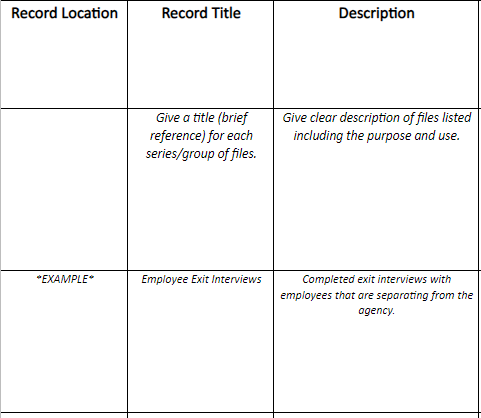 Record Location Record Title Description
Give a title (brief Give clear description of files listed
reference) for each including the purpose and use.
series/group of files.
*EXAMPLE* Employee Exit Interviews Completed exit interviews with
employees that are separating from the
agency.